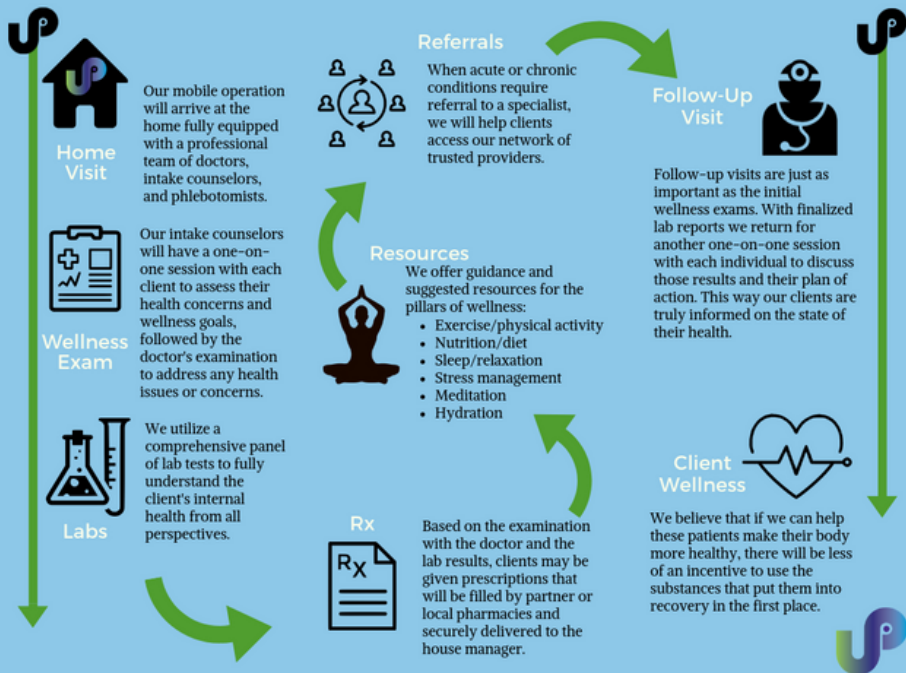 UP
Home
Visit
Our mobile operation
will arrive at the
home fully equipped
with a professional
team of doctors,
intake counselors,
and phlebotomists.
Wellness
Exam
Our intake counselors
will have a one-on-
one session with each
client to assess their
health concerns and
wellness goals,
followed by the
doctor's examination
to address any health
issues or concerns.
Labs
We utilize a
comprehensive panel
of lab tests to fully
understand the
client's internal
health from all
perspectives.
Rx
Rx
Based on the examination
with the doctor and the
lab results, clients may be
given prescriptions that
will be filled by partner or
local pharmacies and
securely delivered to the
house manager.
Resources
We offer guidance and
suggested resources for the
pillars of wellness:
• Exercise/physical activity
• Nutrition/diet
• Sleep/relaxation
• Stress management
• Meditation
• Hydration
Referrals
When acute or chronic
conditions require
referral to a specialist,
we will help clients
access our network of
trusted providers.
UP
Follow-Up
Visit
Follow-up visits are just as
important as the initial
wellness exams. With finalized
lab reports we return for
another one-on-one session
with each individual to discuss
those results and their plan of
action. This way our clients are
truly informed on the state of
their health.
Client
Wellness
We believe that if we can help
these patients make their body
more healthy, there will be less
of an incentive to use the
substances that put them into
recovery in the first place.
UP
UP